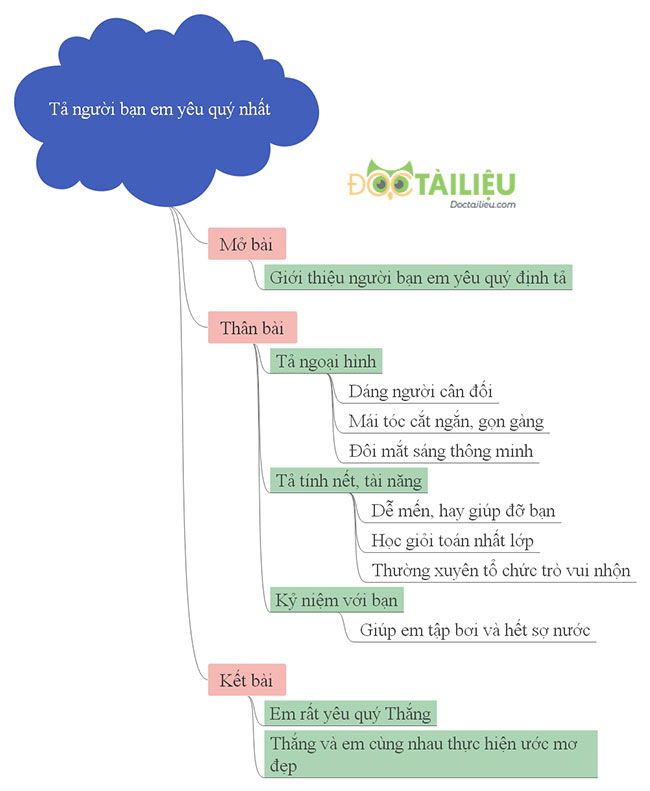 Tả người bạn em yêu quý nhất
ĐỌCTÀILIỆU
Doctailieu.com
Mở bài
Giới thiệu người bạn em yêu quý định tả
Thân bài
Tả ngoại hình
Dáng người cân đối
Mái tóc cắt ngắn, gọn gàng
Đôi mắt sáng thông minh
Tả tính nết, tài năng
Dễ mến, hay giúp đỡ bạn
Học giỏi toán nhất lớp
Thường xuyên tổ chức trò vui nhộn
Kỷ niệm với bạn
Giúp em tập bơi và hết sợ nước
Kết bài
Em rất yêu quý Thắng
Thắng và em cùng nhau thực hiện ước mơ
đẹp